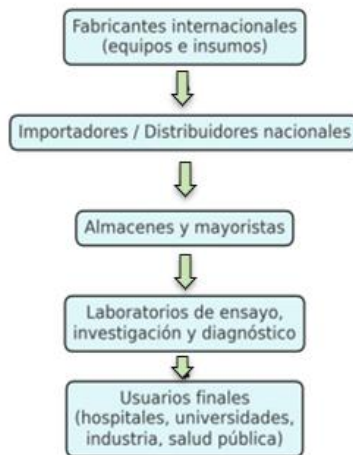 Fabricantes internacionales
(equipos e insumos)
Importadores / Distribuidores nacionales
Almacenes y mayoristas
Laboratorios de ensayo,
investigación y diagnóstico
Usuarios finales
(hospitales, universidades,
industria, salud pública)